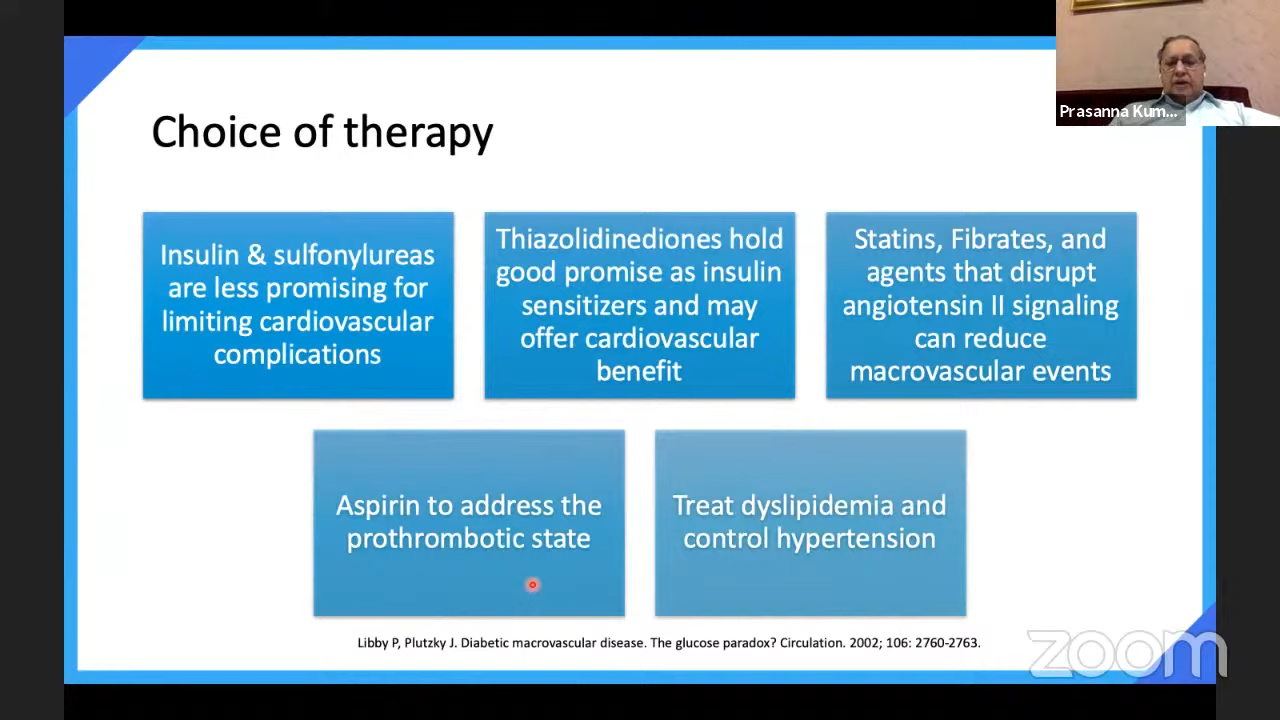 Prasanna Kum...
Choice of therapy
Insulin & sulfonylureas
are less promising for
limiting cardiovascular
complications
Thiazolidinediones hold
good promise as insulin
sensitizers and may
offer cardiovascular
benefit
Statins, Fibrates, and
agents that disrupt
angiotensin II signaling
can reduce
macrovascular events
Aspirin to address the
prothrombotic state
Treat dyslipidemia and
control hypertension
Libby P, Plutzky J. Diabetic macrovascular disease. The glucose paradox? Circulation. 2002; 106: 2760-2763.
zoom